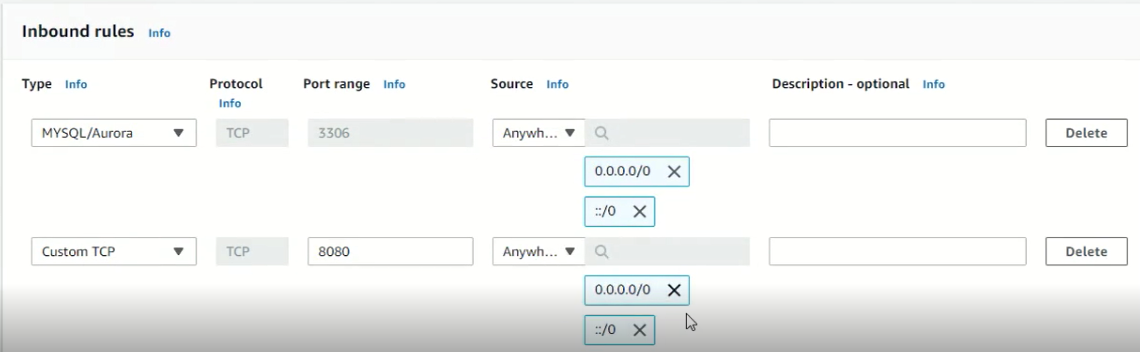 Inbound rules Info
Type Info Protocol Info Port range Info Source Info Description - optional Info
MYSQL/Aurora TCP 3306 Anywh... Delete
0.0.0.0/0
::/0
Custom TCP TCP 8080 Anywh... Delete
0.0.0.0/0
::/0